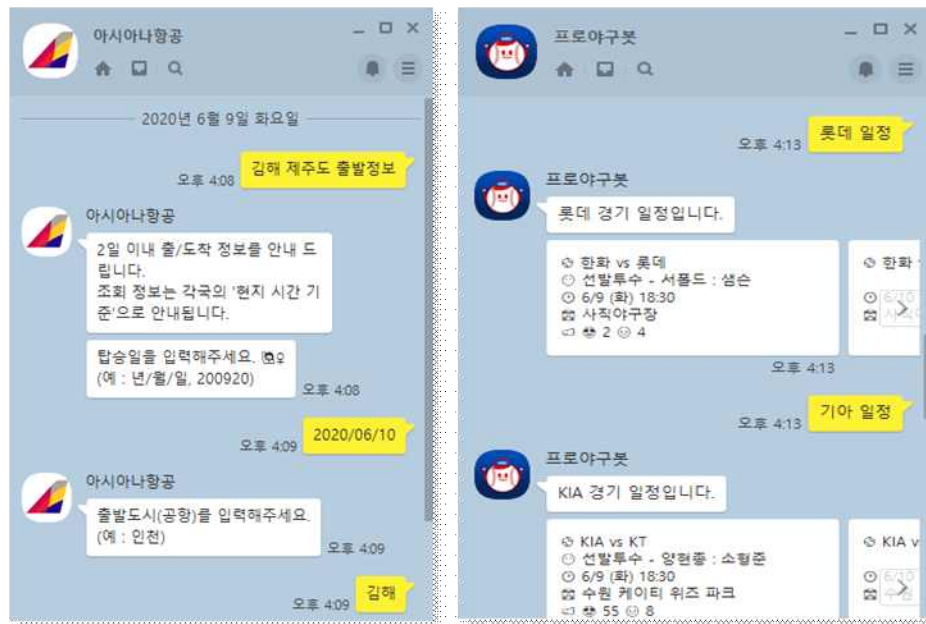 아시아나항공
2020년 6월 9일 화요일
김해 제주도 출발정보
오후 4:08
아시아나항공
2일 이내 출/도착 정보를 안내 드
립니다.
조회 정보는 각국의 '현지 시간 기
준'으로 안내됩니다.
탑승일을 입력해주세요.
(예 : 년/월/일, 200920)
오후 4:08
2020/06/10
오후 4:09
아시아나항공
출발도시(공항)를 입력해주세요.
(예 : 인천)
오후 4:09
김해
오후 4:09
프로야구봇
롯데 일정
오후 4:13
프로야구봇
롯데 경기 일정입니다.
한화 vs 롯데
선발투수 - 서폴드 : 샘슨
6/9 (화) 18:30
사직야구장
2 4
한화
6/10
오후 4:13
기아 일정
오후 4:13
프로야구봇
KIA 경기 일정입니다.
KIA vs KT
선발투수 - 양현종 : 소형준
6/9 (화) 18:30
수원 케이티 위즈 파크
55 8
KIA v
6/10
수원